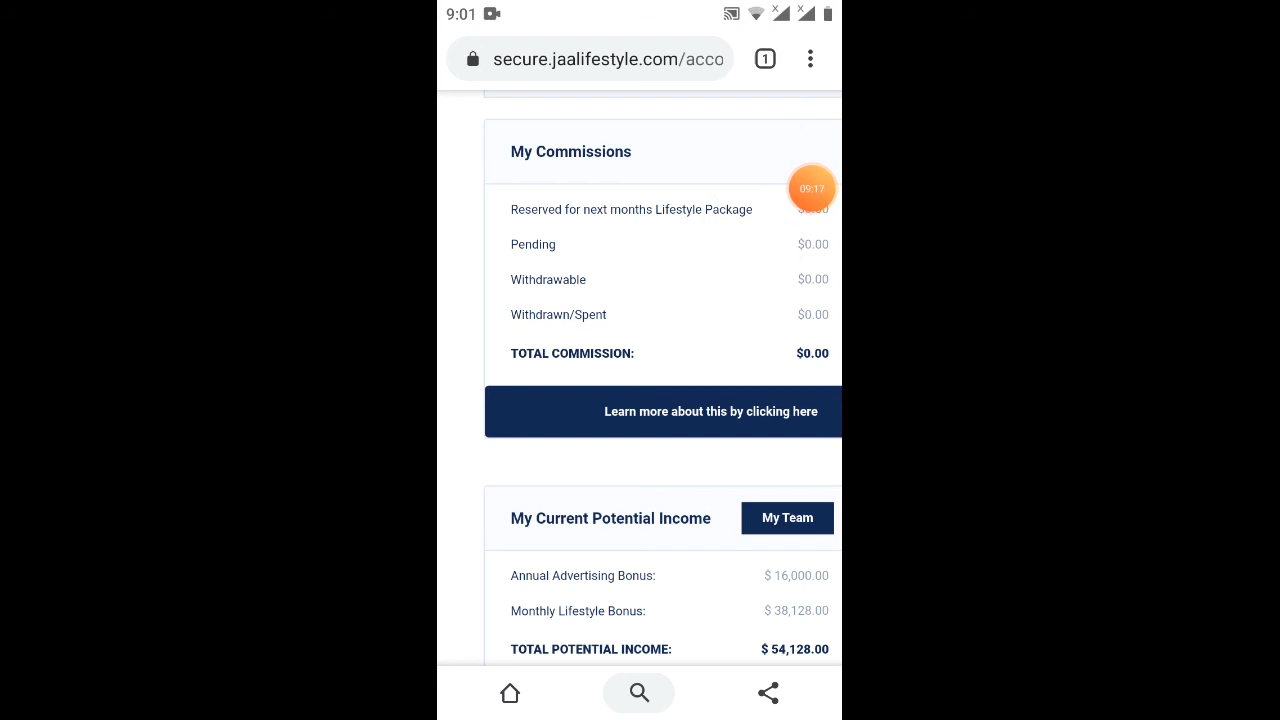 9:01
secure.jaalifestyle.com/acco
1
My Commissions
09:17
Reserved for next months Lifestyle Package
Pending $0.00
Withdrawable $0.00
Withdrawn/Spent $0.00
TOTAL COMMISSION: $0.00
Learn more about this by clicking here
My Current Potential Income My Team
Annual Advertising Bonus: $ 16,000.00
Monthly Lifestyle Bonus: $ 38,128.00
TOTAL POTENTIAL INCOME: $ 54,128.00